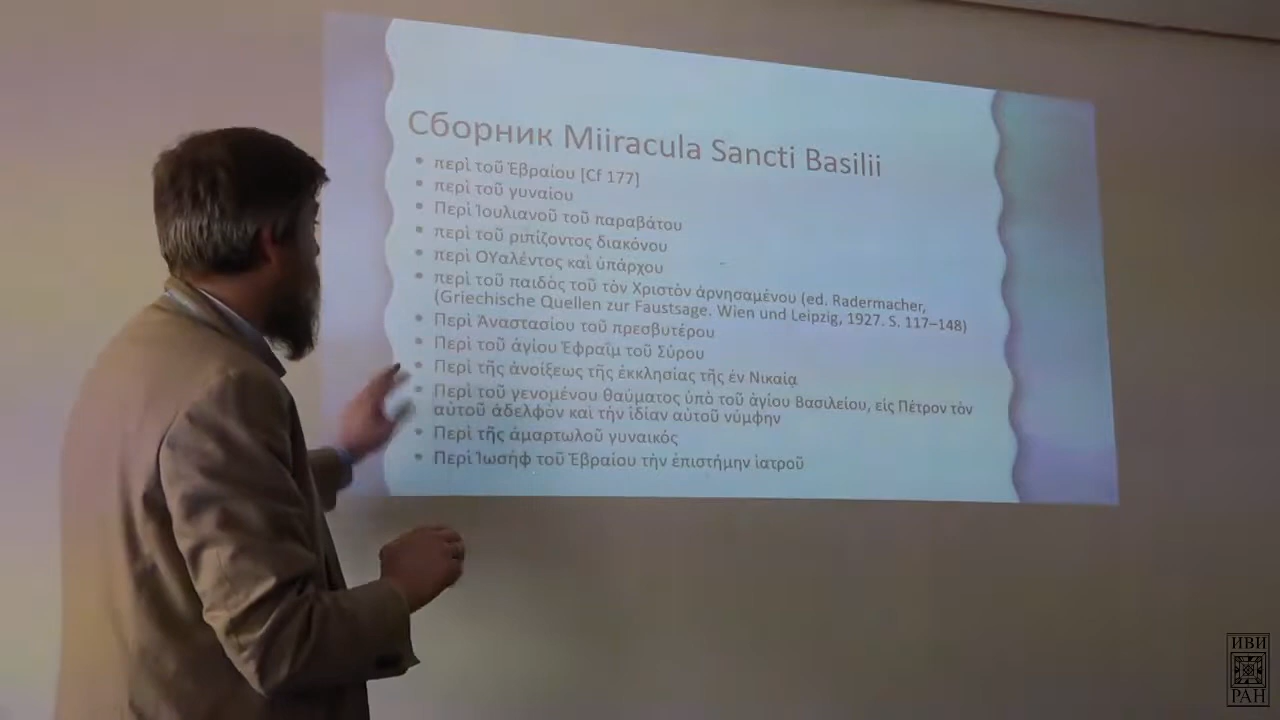 Сборник Miiracula Sancti Basilii
• περὶ τοῦ Ἑβραίου [Cf 177]
• περὶ τοῦ γυναίου
• Περὶ Ἰουλιανοῦ τοῦ παραβάτου
• περὶ τοῦ ριπίζοντος διακόνου
• περὶ ΟΥαλέντος καὶ ὑπάρχου
• περὶ τοῦ παιδὸς τοῦ τὸν Χριστὸν ἀρνησαμένου (ed. Radermacher,
(Griechische Quellen zur Faustsage. Wien und Leipzig, 1927. S. 117–148)
• Περὶ Ἀναστασίου τοῦ πρεσβυτέρου
• Περὶ τοῦ ἁγίου Ἐφραῒμ τοῦ Σύρου
• Περὶ τῆς ἀνοίξεως τῆς ἐκκλησίας τῆς ἐν Νικαίᾳ
• Περὶ τοῦ γενομένου θαύματος ὑπὸ τοῦ ἁγίου Βασιλείου, εἰς Πέτρον τὸν
αὐτοῦ ἀδελφὸν καὶ τὴν ἰδίαν αὐτοῦ νύμφην
• Περὶ τῆς ἁμαρτωλοῦ γυναικός
• Περὶ Ἰωσὴφ τοῦ Ἑβραίου τὴν ἐπιστήμην ἰατροῦ
ИВИ
РАН